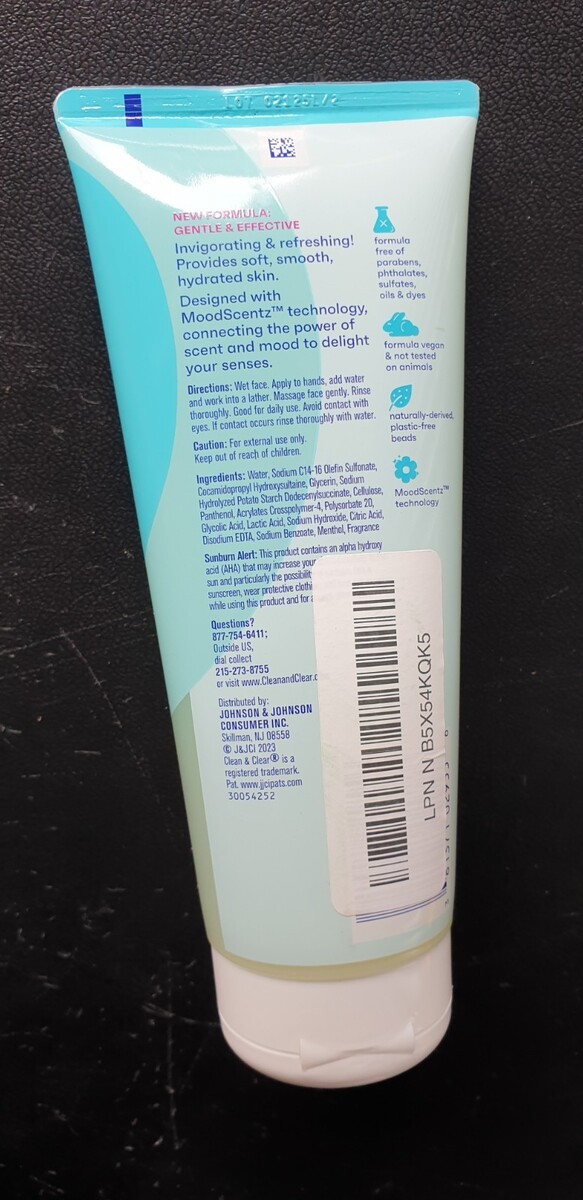 LOT 02125L/2
NEW FORMULA:
GENTLE & EFFECTIVE
Invigorating & refreshing!
Provides soft, smooth,
hydrated skin.
Designed with
MoodScentz™ technology,
connecting the power of
scent and mood to delight
your senses.
Directions: Wet face. Apply to hands, add water
and work into a lather. Massage face gently. Rinse
thoroughly. Good for daily use. Avoid contact with
eyes. If contact occurs rinse thoroughly with water.
Caution: For external use only.
Keep out of reach of children.
Ingredients: Water, Sodium C14-16 Olefin Sulfonate,
Cocamidopropyl Hydroxysultaine, Glycerin, Sodium
Hydrolyzed Potato Starch Dodecenylsuccinate, Cellulose,
Panthenol, Acrylates Crosspolymer-4, Polysorbate 20,
Glycolic Acid, Lactic Acid, Sodium Hydroxide, Citric Acid,
Disodium EDTA, Sodium Benzoate, Menthol, Fragrance
Sunburn Alert: This product contains an alpha hydroxy
acid (AHA) that may increase your
sun and particularly the
sunscreen, wear protective
while using this product and for
Questions?
877-754-6411;
Outside US,
dial collect
215-273-8755
or visit www.CleanandClear.c
Distributed by:
JOHNSON & JOHNSON
CONSUMER INC.
Skillman, NJ 08558
© J&JCI 2023
Clean & Clear® is a
registered trademark.
Pat. www.jjcipats.com
30054252
formula
free of
parabens,
phthalates,
sulfates,
oils & dyes
formula vegan
& not tested
on animals
naturally-derived,
plastic-free
beads
MoodScentz™
technology
LPN N B5X54KQK5